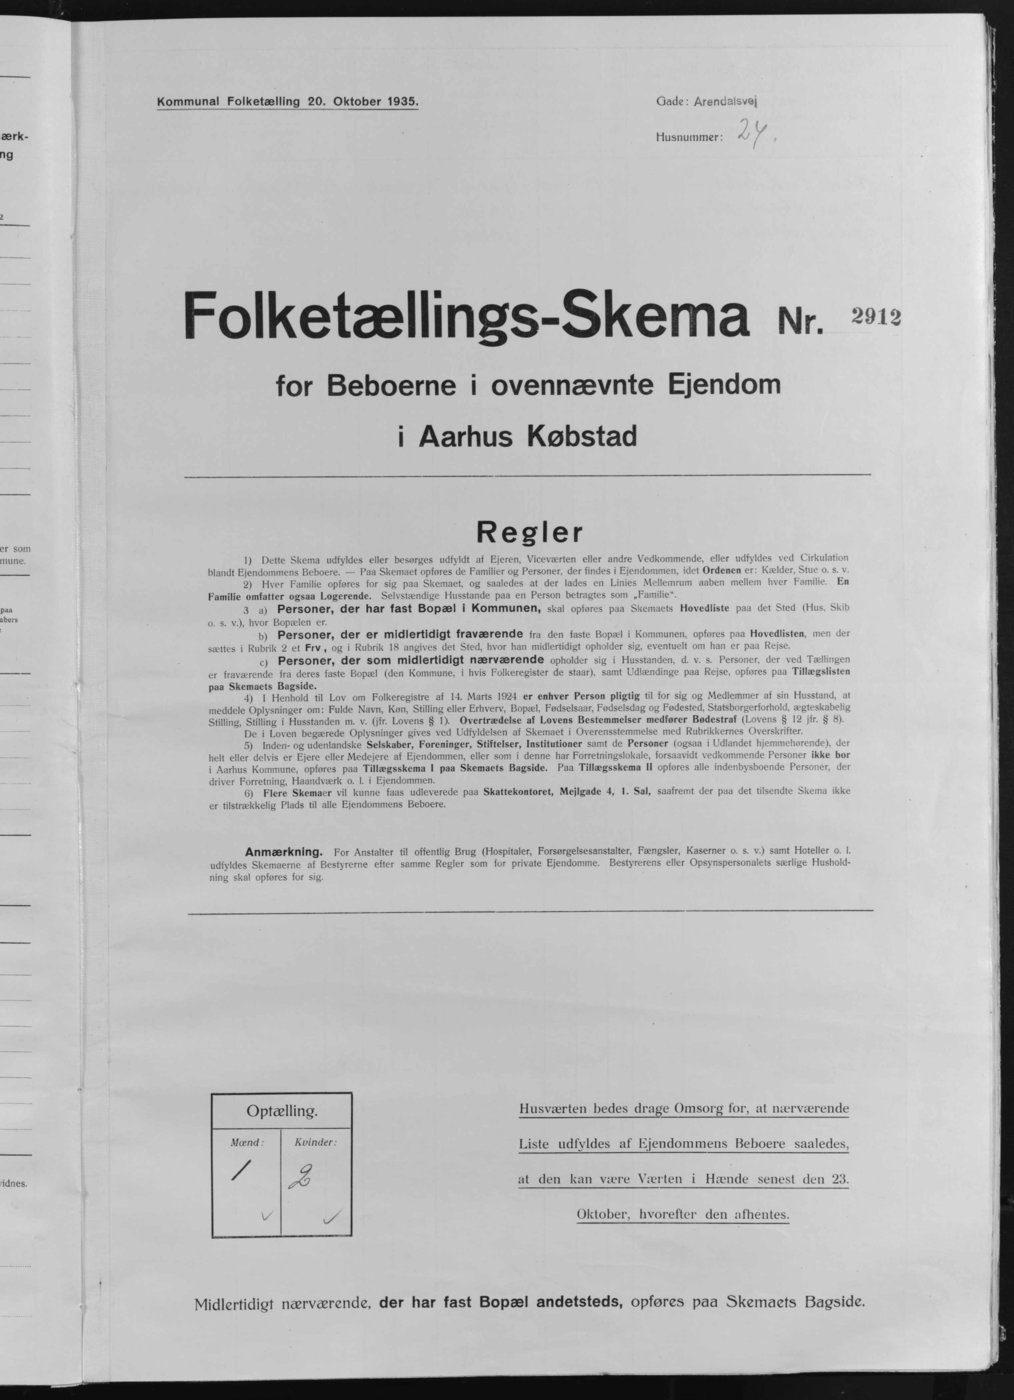 ærk-
ng
2
er som
mune.
paa
abers
vidnes.
Kommunal Folketælling 20. Oktober 1935.
Gade: Arendalsvej
Husnummer: 24.
Folketællings-Skema Nr. 2912
for Beboerne i ovennævnte Ejendom
i Aarhus Købstad
Regler
1) Dette Skema udfyldes eller besørges udfyldt af Ejeren, Viceværten eller andre Vedkommende, eller udfyldes ved Cirkulation
blandt Ejendommens Beboere. — Paa Skemaet opføres de Familier og Personer, der findes i Ejendommen, idet Ordenen er: Kælder, Stue o. s. v.
2) Hver Familie opføres for sig paa Skemaet, og saaledes at der lades en Linies Mellemrum aaben mellem hver Familie. En
Familie omfatter ogsaa Logerende. Selvstændige Husstande paa en Person betragtes som „Familie“.
3 a) Personer, der har fast Bopæl i Kommunen, skal opføres paa Skemaets Hovedliste paa det Sted (Hus, Skib
o. s. v.), hvor Bopælen er.
b) Personer, der er midlertidigt fraværende fra den faste Bopæl i Kommunen, opføres paa Hovedlisten, men der
sættes i Rubrik 2 et Frv., og i Rubrik 18 angives det Sted, hvor han midlertidigt opholder sig, eventuelt om han er paa Rejse.
c) Personer, der som midlertidigt nærværende opholder sig i Husstanden, d. v. s. Personer, der ved Tællingen
er fraværende fra deres faste Bopæl (den Kommune, i hvis Folkeregister de staar), samt Udlændinge paa Rejse, opføres paa Tillægslisten
paa Skemaets Bagside.
4) I Henhold til Lov om Folkeregistre af 14. Marts 1924 er enhver Person pligtig til for sig og Medlemmer af sin Husstand, at
meddele Oplysninger om: Fulde Navn, Køn, Stilling eller Erhverv, Bopæl, Fødselsaar, Fødselsdag og Fødested, Statsborgerforhold, ægteskabelig
Stilling, Stilling i Husstanden m. v. (jfr. Lovens § 1). Overtrædelse af Lovens Bestemmelser medfører Bødestraf (Lovens § 12 jfr. § 8).
De i Loven begærede Oplysninger gives ved Udfyldelsen af Skemaet i Overensstemmelse med Rubrikkernes Overskrifter.
5) Inden- og udenlandske Selskaber, Foreninger, Stiftelser, Institutioner samt de Personer (ogsaa i Udlandet hjemmehørende), der
helt eller delvis er Ejere eller Medejere af Ejendommen, eller som i denne har Forretningslokale, forsaavidt vedkommende Personer ikke bor
i Aarhus Kommune, opføres paa Tillægsskema I paa Skemaets Bagside. Paa Tillægsskema II opføres alle indenbysboende Personer, der
driver Forretning, Haandværk o. l. i Ejendommen.
6) Flere Skemaer vil kunne faas udleverede paa Skattekontoret, Mejlgade 4, 1. Sal, saafremt der paa det tilsendte Skema ikke
er tilstrækkelig Plads til alle Ejendommens Beboere.
Anmærkning. For Anstalter til offentlig Brug (Hospitaler, Forsørgelsesanstalter, Fængsler, Kaserner o. s. v.) samt Hoteller o. l.
udfyldes Skemaerne af Bestyrerne efter samme Regler som for private Ejendomme. Bestyrerens eller Opsynspersonalets særlige Hushold-
ning skal opføres for sig.
Optælling.
Mænd: Kvinder:
1 2
Husværten bedes drage Omsorg for, at nærværende
Liste udfyldes af Ejendommens Beboere saaledes,
at den kan være Værten i Hænde senest den 23.
Oktober, hvorefter den afhentes.
Midlertidigt nærværende, der har fast Bopæl andetsteds, opføres paa Skemaets Bagside.